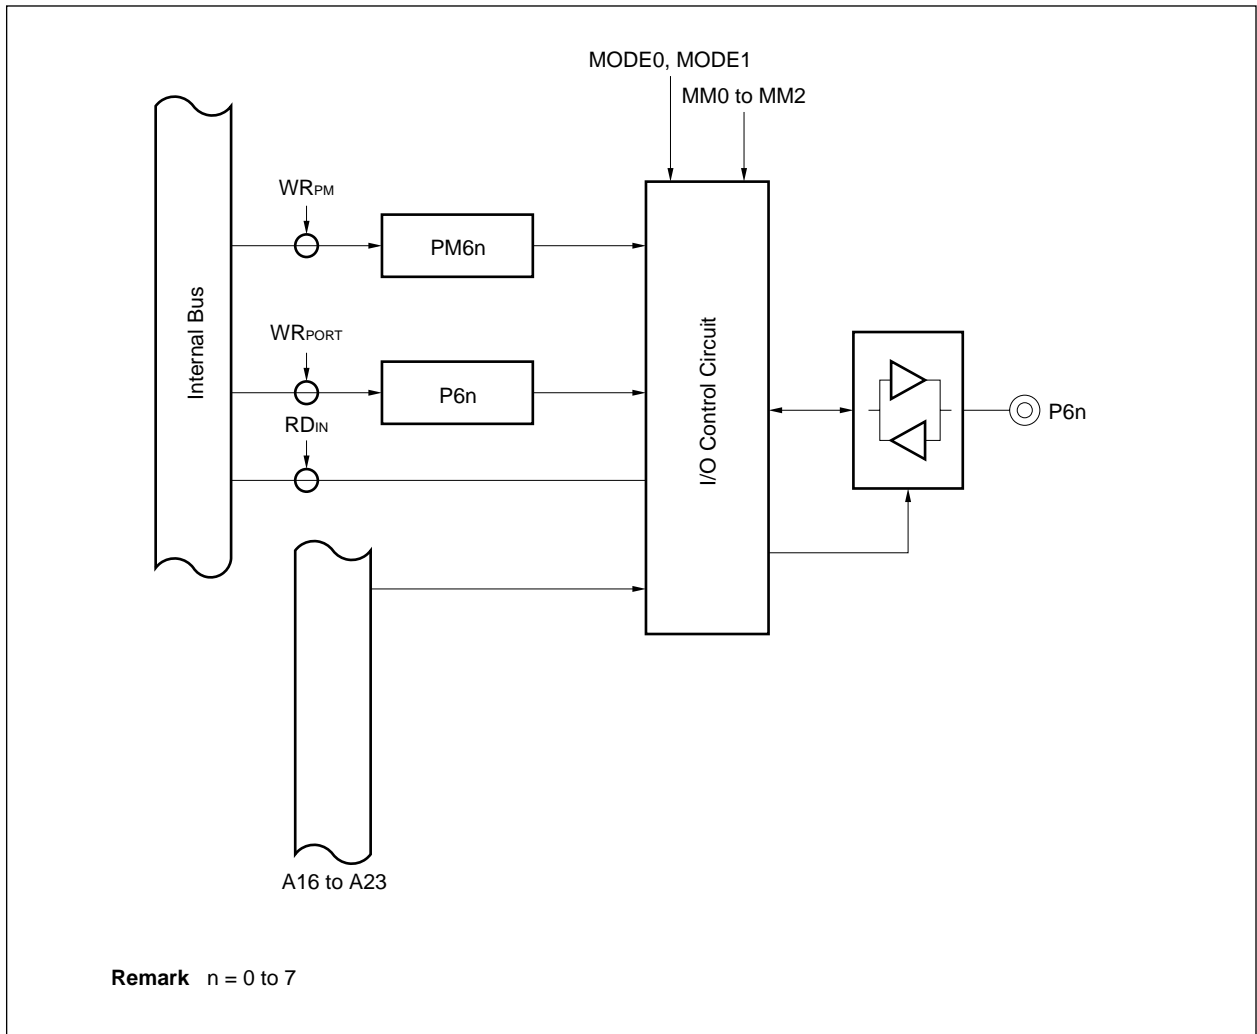 MODE0, MODE1
MM0 to MM2
WRPM
PM6n
Internal Bus
WRPORT
P6n
RDIN
I/O Control Circuit
P6n
A16 to A23
Remark n = 0 to 7